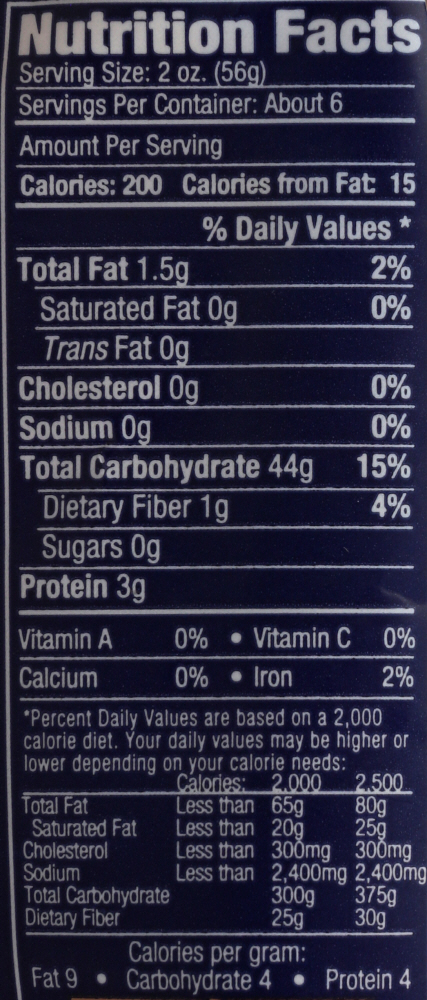 Nutrition Facts
Serving Size: 2 oz. (56g)
Servings Per Container: About 6
Amount Per Serving
Calories: 200 Calories from Fat: 15
% Daily Values *
Total Fat 1.5g 2%
Saturated Fat 0g 0%
Trans Fat 0g
Cholesterol 0g 0%
Sodium 0g 0%
Total Carbohydrate 44g 15%
Dietary Fiber 1g 4%
Sugars 0g
Protein 3g
Vitamin A 0% • Vitamin C 0%
Calcium 0% • Iron 2%
*Percent Daily Values are based on a 2,000
calorie diet. Your daily values may be higher or
lower depending on your calorie needs:
Calories: 2,000 2,500
Total Fat Less than 65g 80g
Saturated Fat Less than 20g 25g
Cholesterol Less than 300mg 300mg
Sodium Less than 2,400mg 2,400mg
Total Carbohydrate 300g 375g
Dietary Fiber 25g 30g
Calories per gram:
Fat 9 • Carbohydrate 4 • Protein 4